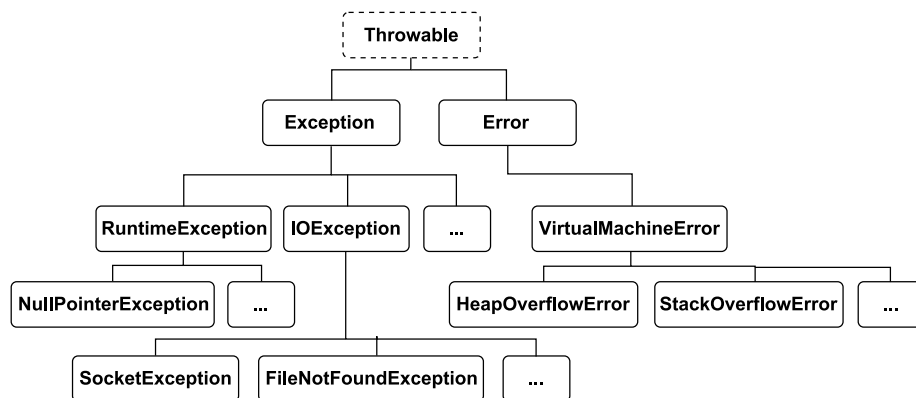 Throwable
Exception
Error
RuntimeException
IOException
...
VirtualMachineError
NullPointerException
...
HeapOverflowError
StackOverflowError
...
SocketException
FileNotFoundException
...